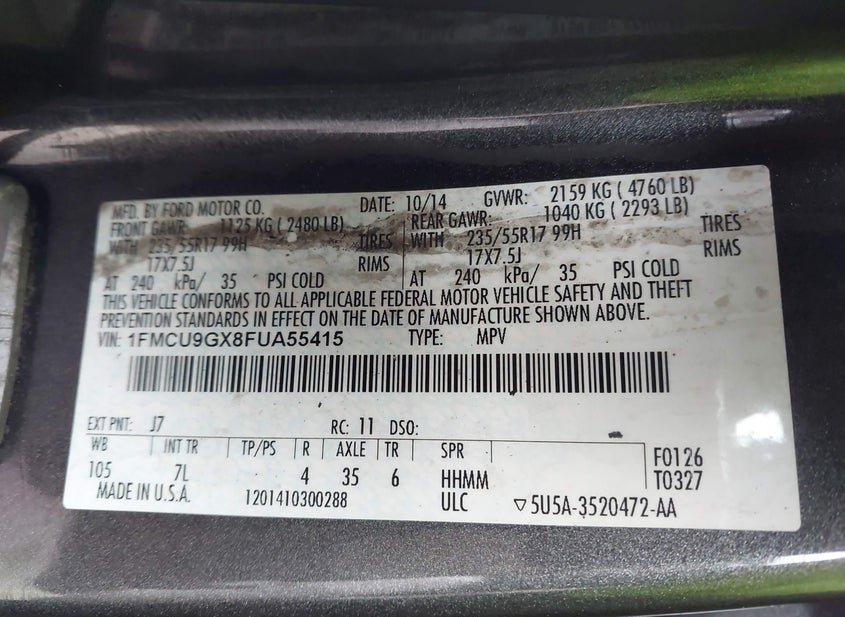 MFD. BY FORD MOTOR CO. DATE: 10/14 GVWR: 2159 KG ( 4760 LB)
FRONT GAWR: 1125 KG ( 2480 LB) REAR GAWR: 1040 KG ( 2293 LB)
WITH 235/55R17 99H TIRES WITH 235/55R17 99H TIRES
17X7.5J RIMS 17X7.5J RIMS
AT 240 kPa/ 35 PSI COLD AT 240 kPa/ 35 PSI COLD
THIS VEHICLE CONFORMS TO ALL APPLICABLE FEDERAL MOTOR VEHICLE SAFETY AND THEFT
PREVENTION STANDARDS IN EFFECT ON THE DATE OF MANUFACTURE SHOWN ABOVE.
VIN: 1FMCU9GX8FUA55415 TYPE: MPV
EXT PNT: J7 RC: 11 DSO:
WB INT TR TP/PS R AXLE TR SPR F0126
105 7L 4 35 6 HHMM T0327
MADE IN U.S.A. 1201410300288 ULC ▽5U5A-3520472-AA